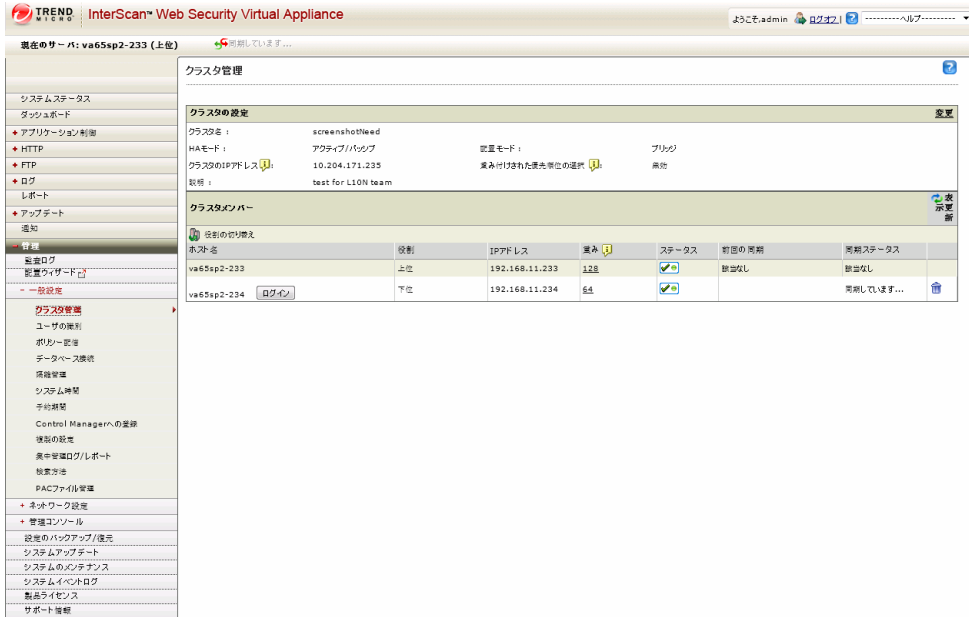 TREND MICRO InterScan™ Web Security Virtual Appliance
ようこそ,admin ログオフ | ? ----------ヘルプ----------
現在のサーバ: va65sp2-233 (上位) 同期しています...
クラスタ管理
システムステータス
ダッシュボード
+ アプリケーション制御
+ HTTP
+ FTP
+ ログ
レポート
+ アップデート
通知
- 管理
監査ログ
配置ウィザード
- 一般設定
クラスタ管理
ユーザの識別
ポリシー配信
データベース接続
隔離管理
システム時間
予約期間
Control Managerへの登録
複製の設定
集中管理ログ/レポート
検索方法
PACファイル管理
+ ネットワーク設定
+ 管理コンソール
設定のバックアップ/復元
システムアップデート
システムのメンテナンス
システムイベントログ
製品ライセンス
サポート情報
クラスタの設定 変更
クラスタ名 : screenshotNeed
HAモード : アクティブ/パッシブ 配置モード : ブリッジ
クラスタのIPアドレス : 10.204.171.235 重み付けされた優先順位の選択 : 無効
説明 : test for L10N team
クラスタメンバー 表示更新
役割の切り替え
ホスト名 役割 IPアドレス 重み ステータス 前回の同期 同期ステータス
va65sp2-233 上位 192.168.11.233 128 該当なし 該当なし
va65sp2-234 ログイン 下位 192.168.11.234 64 同期しています...